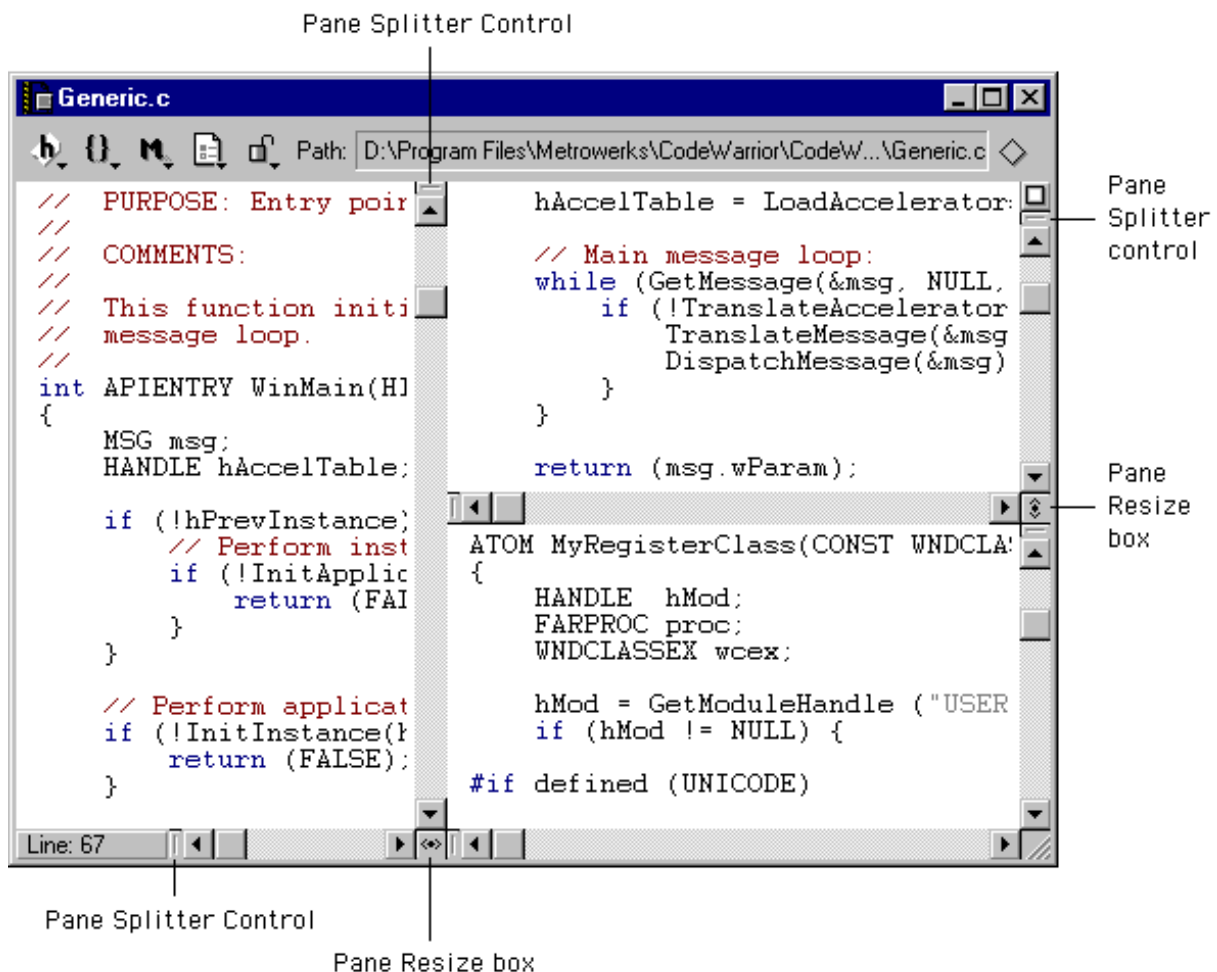 Pane Splitter Control
Generic.c
h {} M Path: D:\Program Files\Metrowerks\CodeWarrior\CodeW...\Generic.c
//  PURPOSE: Entry poir
//
//  COMMENTS:
//
//  This function initi
//  message loop.
//
int APIENTRY WinMain(HI
{
    MSG msg;
    HANDLE hAccelTable;
    if (!hPrevInstance)
        // Perform inst
        if (!InitApplic
            return (FAL
        }
    }
    // Perform applicat
    if (!InitInstance(h
        return (FALSE);
    }
Line: 67
    hAccelTable = LoadAccelerator
    // Main message loop:
    while (GetMessage(&msg, NULL,
        if (!TranslateAccelerator
            TranslateMessage(&msg
            DispatchMessage(&msg)
        }
    }
    return (msg.wParam);
ATOM MyRegisterClass(CONST WNDCLAS
{
    HANDLE  hMod;
    FARPROC proc;
    WNDCLASSEX wcex;
    hMod = GetModuleHandle ("USER
    if (hMod != NULL) {
#if defined (UNICODE)
Pane
Splitter
control
Pane
Resize
box
Pane Splitter Control
Pane Resize box